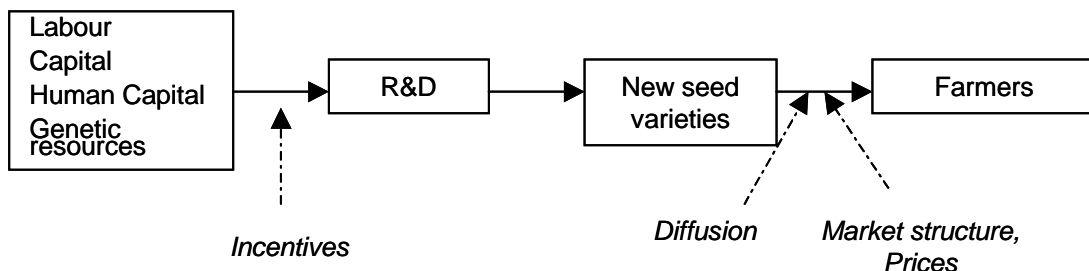 Labour
Capital
Human Capital
Genetic
resources
R&D
New seed
varieties
Farmers
Incentives
Diffusion
Market structure,
Prices